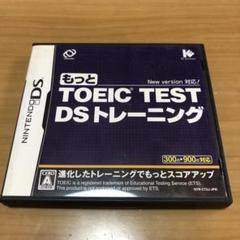 NINTENDO DS
New version 対応!
もっと
TOEIC® TEST
DSトレーニング
300点~900点対応
CERO
A
進化したトレーニングでもっとスコアアップ
TOEIC is a registered trademark of Educational Testing Service (ETS).
This product is not endorsed or approved by ETS.